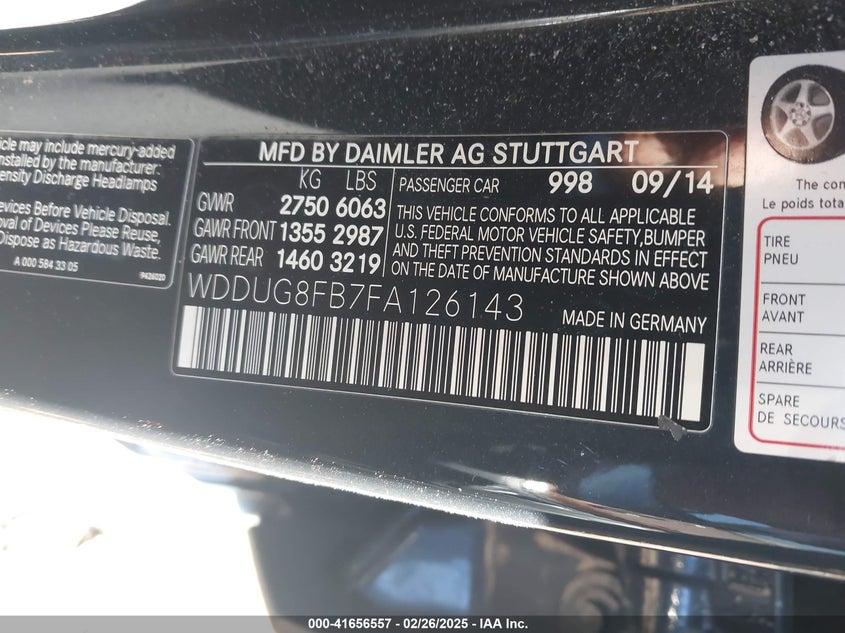 hicle may include mercury-added
installed by the manufacturer:
ensity Discharge Headlamps
Devices Before Vehicle Disposal.
oval of Devices Please Reuse,
Dispose as Hazardous Waste.
A 000 584 33 05
9426020
MFD BY DAIMLER AG STUTTGART
KG LBS
GVWR 2750 6063
GAWR FRONT 1355 2987
GAWR REAR 1460 3219
PASSENGER CAR 998 09/14
THIS VEHICLE CONFORMS TO ALL APPLICABLE
U.S. FEDERAL MOTOR VEHICLE SAFETY,BUMPER
AND THEFT PREVENTION STANDARDS IN EFFECT
ON THE DATE OF MANUFACTURE SHOWN ABOVE
WDDUG8FB7FA126143
MADE IN GERMANY
The com
Le poids tota
TIRE
PNEU
FRONT
AVANT
REAR
ARRIÈRE
SPARE
DE SECOURS
000-41656557 - 02/26/2025 - IAA Inc.